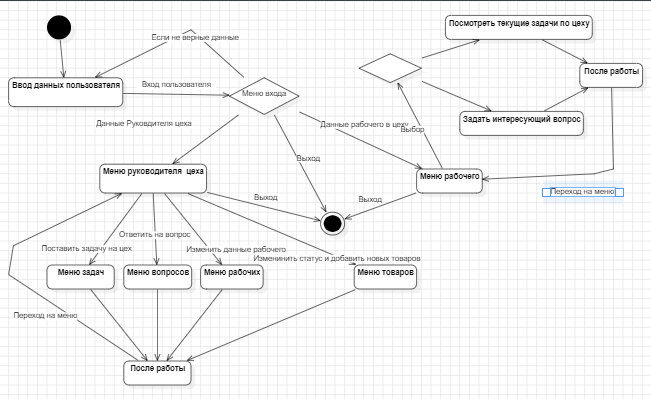 Посмотреть текущие задачи по цеху
Если не верные данные
После работы
Ввод данных пользователя
Вход пользователя
Меню входа
Данные Руководителя цеха
Данные рабочего в цеху
Выбор
Задать интересующий вопрос
Выход
Меню руководителя цеха
Меню рабочего
Переход на меню
Выход
Выход
Ответить на вопрос
Поставить задачу на цех
Изменить данные рабочего
Изменинить статус и добавить новых товаров
Меню задач
Меню вопросов
Меню рабочих
Меню товаров
Переход на меню
После работы